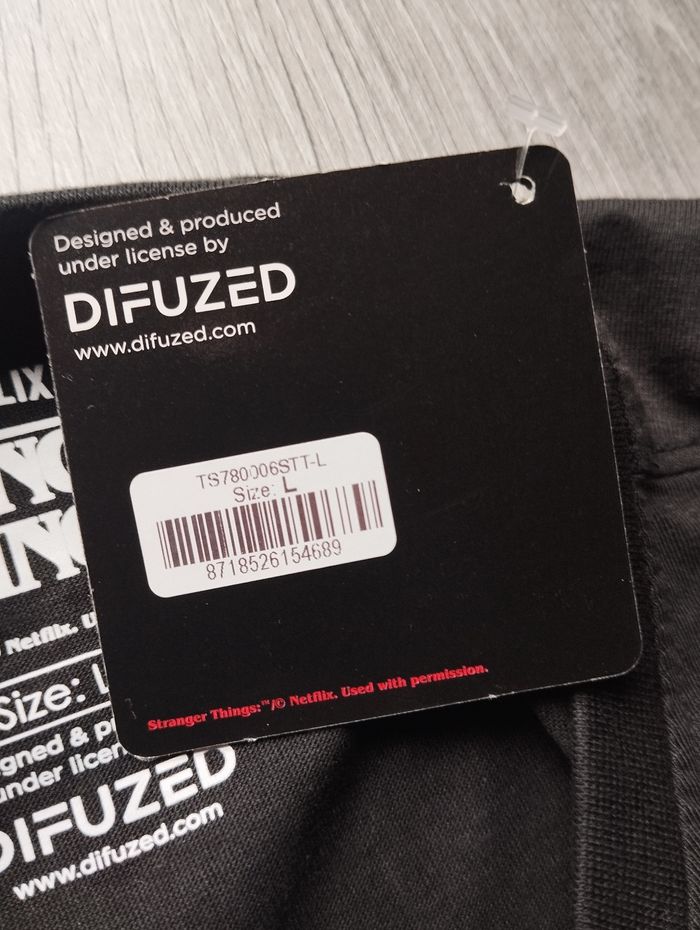 Designed & produced
under license by
DIFUZED
www.difuzed.com
TS780006STT-L
Size: L
8718526154689
Stranger Things:™/© Netflix. Used with permission.
Netflix.
Size: L
DIFUZED
www.difuzed.com